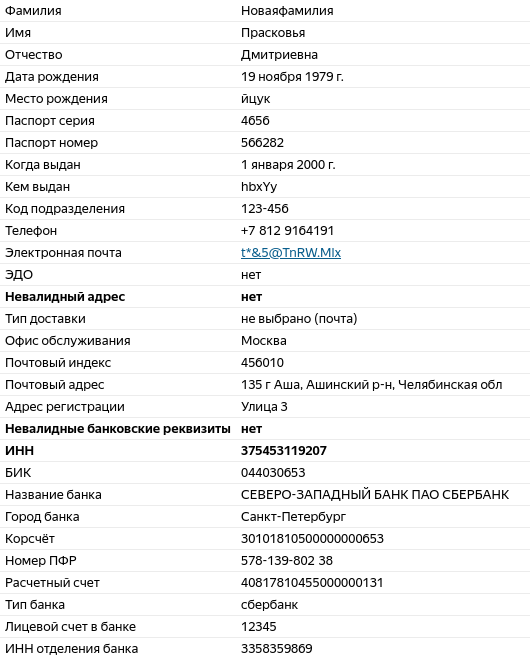 Фамилия Новаяфамилия
Имя Прасковья
Отчество Дмитриевна
Дата рождения 19 ноября 1979 г.
Место рождения йцук
Паспорт серия 4656
Паспорт номер 566282
Когда выдан 1 января 2000 г.
Кем выдан hbxYy
Код подразделения 123-456
Телефон +7 812 9164191
Электронная почта t*&5@TnRW.MIx
ЭДО нет
Невалидный адрес нет
Тип доставки не выбрано (почта)
Офис обслуживания Москва
Почтовый индекс 456010
Почтовый адрес 135 г Аша, Ашинский р-н, Челябинская обл
Адрес регистрации Улица 3
Невалидные банковские реквизиты нет
ИНН 375453119207
БИК 044030653
Название банка СЕВЕРО-ЗАПАДНЫЙ БАНК ПАО СБЕРБАНК
Город банка Санкт-Петербург
Корсчёт 30101810500000000653
Номер ПФР 578-139-802 38
Расчетный счет 40817810455000000131
Тип банка сбербанк
Лицевой счет в банке 12345
ИНН отделения банка 3358359869